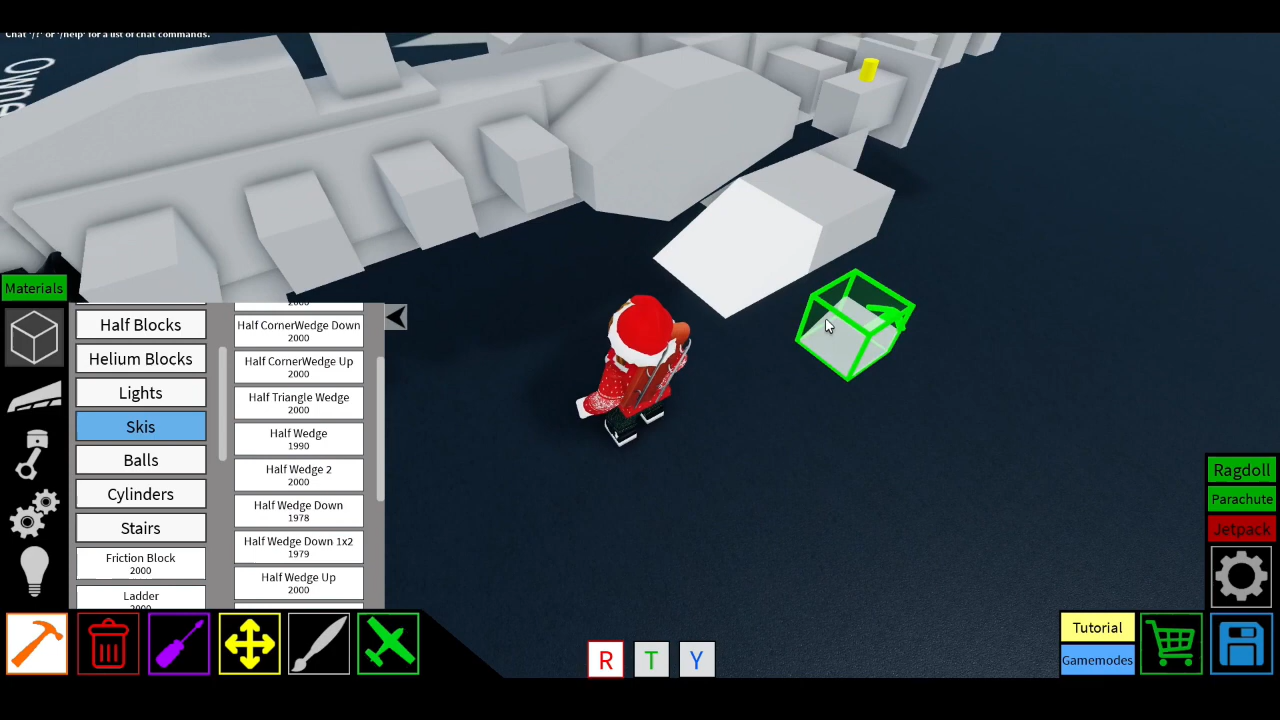 Chat '/?' or '/help' for a list of chat commands.
Owne
Materials
Half Blocks
Helium Blocks
Lights
Skis
Balls
Cylinders
Stairs
Friction Block
2000
Ladder
2000
2000
Half CornerWedge Down
2000
Half CornerWedge Up
2000
Half Triangle Wedge
2000
Half Wedge
1990
Half Wedge 2
2000
Half Wedge Down
1978
Half Wedge Down 1x2
1979
Half Wedge Up
2000
Ragdoll
Parachute
Jetpack
Tutorial
Gamemodes
R T Y